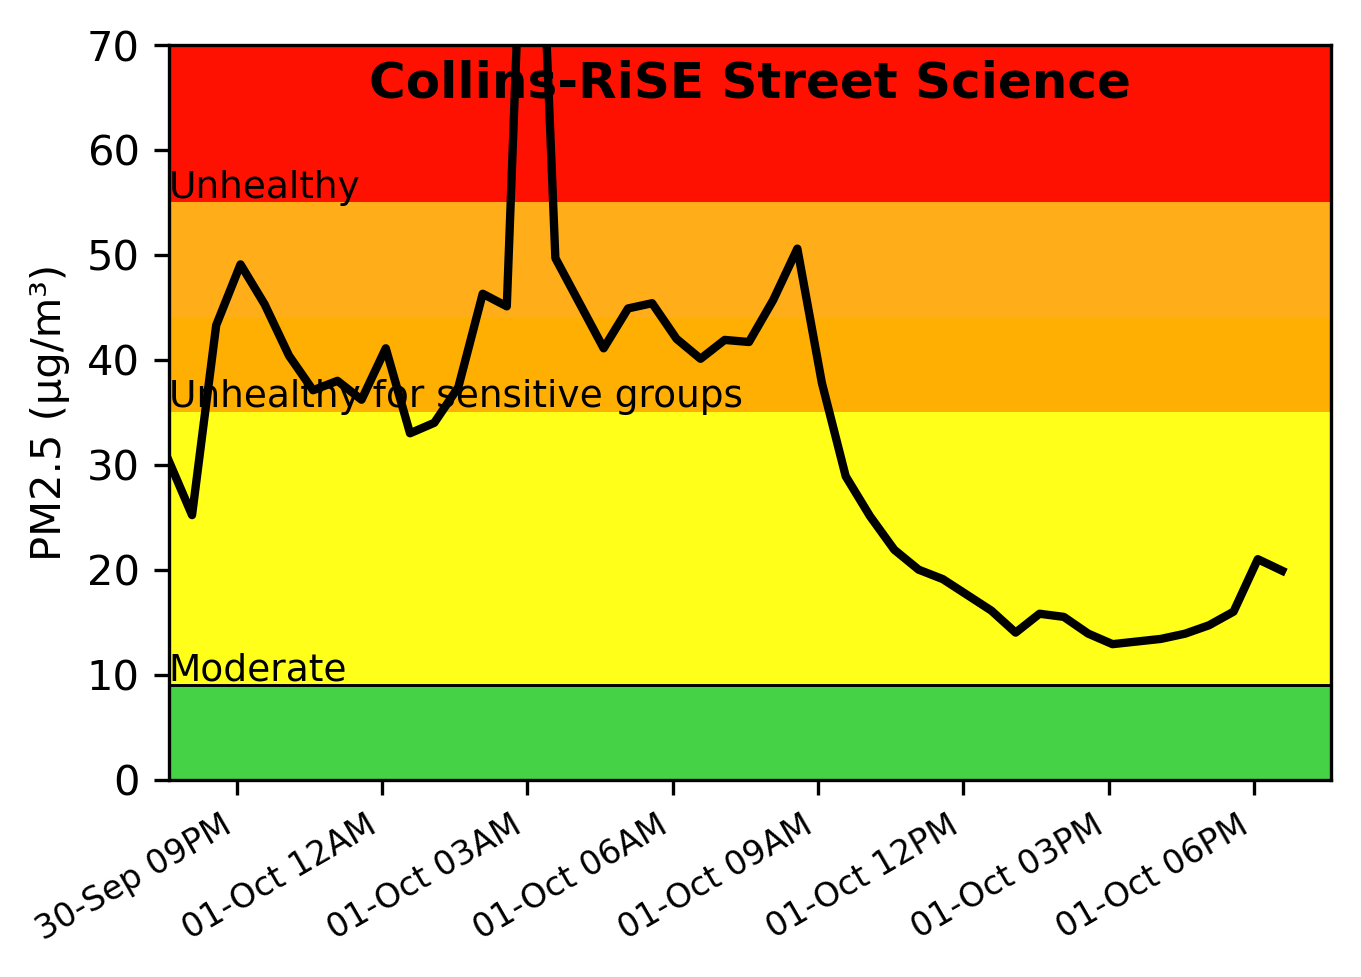 Collins-RiSE Street Science
PM2.5 (µg/m³)
70
60
50
40
30
20
10
0
Unhealthy
Unhealthy for sensitive groups
Moderate
30-Sep 09PM
01-Oct 12AM
01-Oct 03AM
01-Oct 06AM
01-Oct 09AM
01-Oct 12PM
01-Oct 03PM
01-Oct 06PM